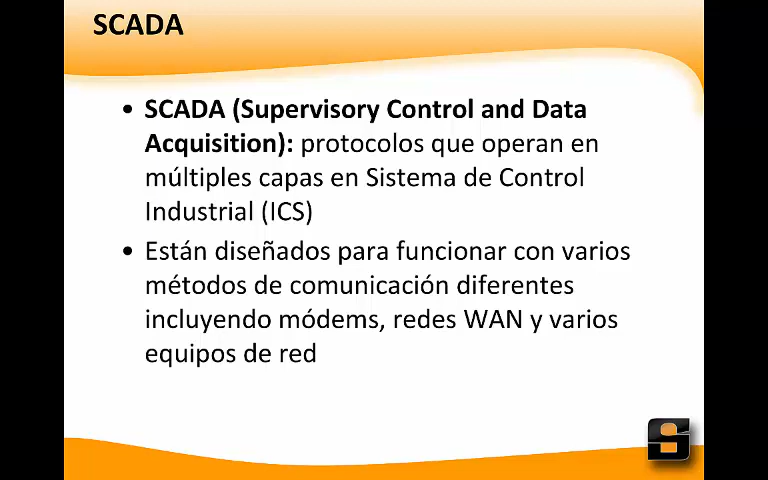 SCADA
• SCADA (Supervisory Control and Data
Acquisition): protocolos que operan en
múltiples capas en Sistema de Control
Industrial (ICS)
• Están diseñados para funcionar con varios
métodos de comunicación diferentes
incluyendo módems, redes WAN y varios
equipos de red